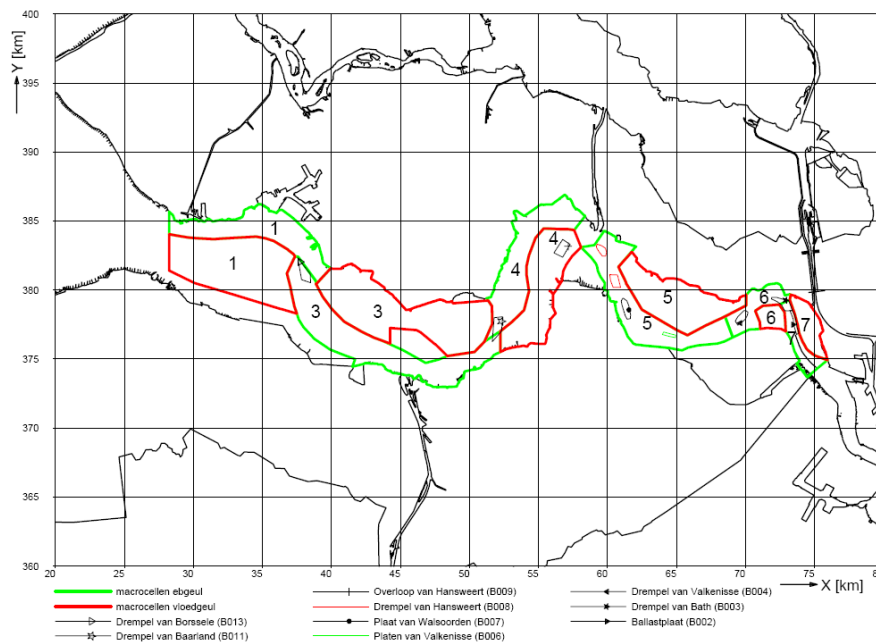 400
Y [km]
395
390
385
380
375
370
365
360
1
1
3
3
4
4
5
5
6
6
7
7
20
25
30
35
40
45
50
55
60
65
70
75
X [km]
macrocellen ebgeul
macrocellen vloedgeul
Drempel van Borssele (B013)
Drempel van Baarland (B011)
Overloop van Hansweert (B009)
Drempel van Hansweert (B008)
Plaat van Walsoorden (B007)
Platen van Valkenisse (B006)
Drempel van Valkenisse (B004)
Drempel van Bath (B003)
Ballastplaat (B002)